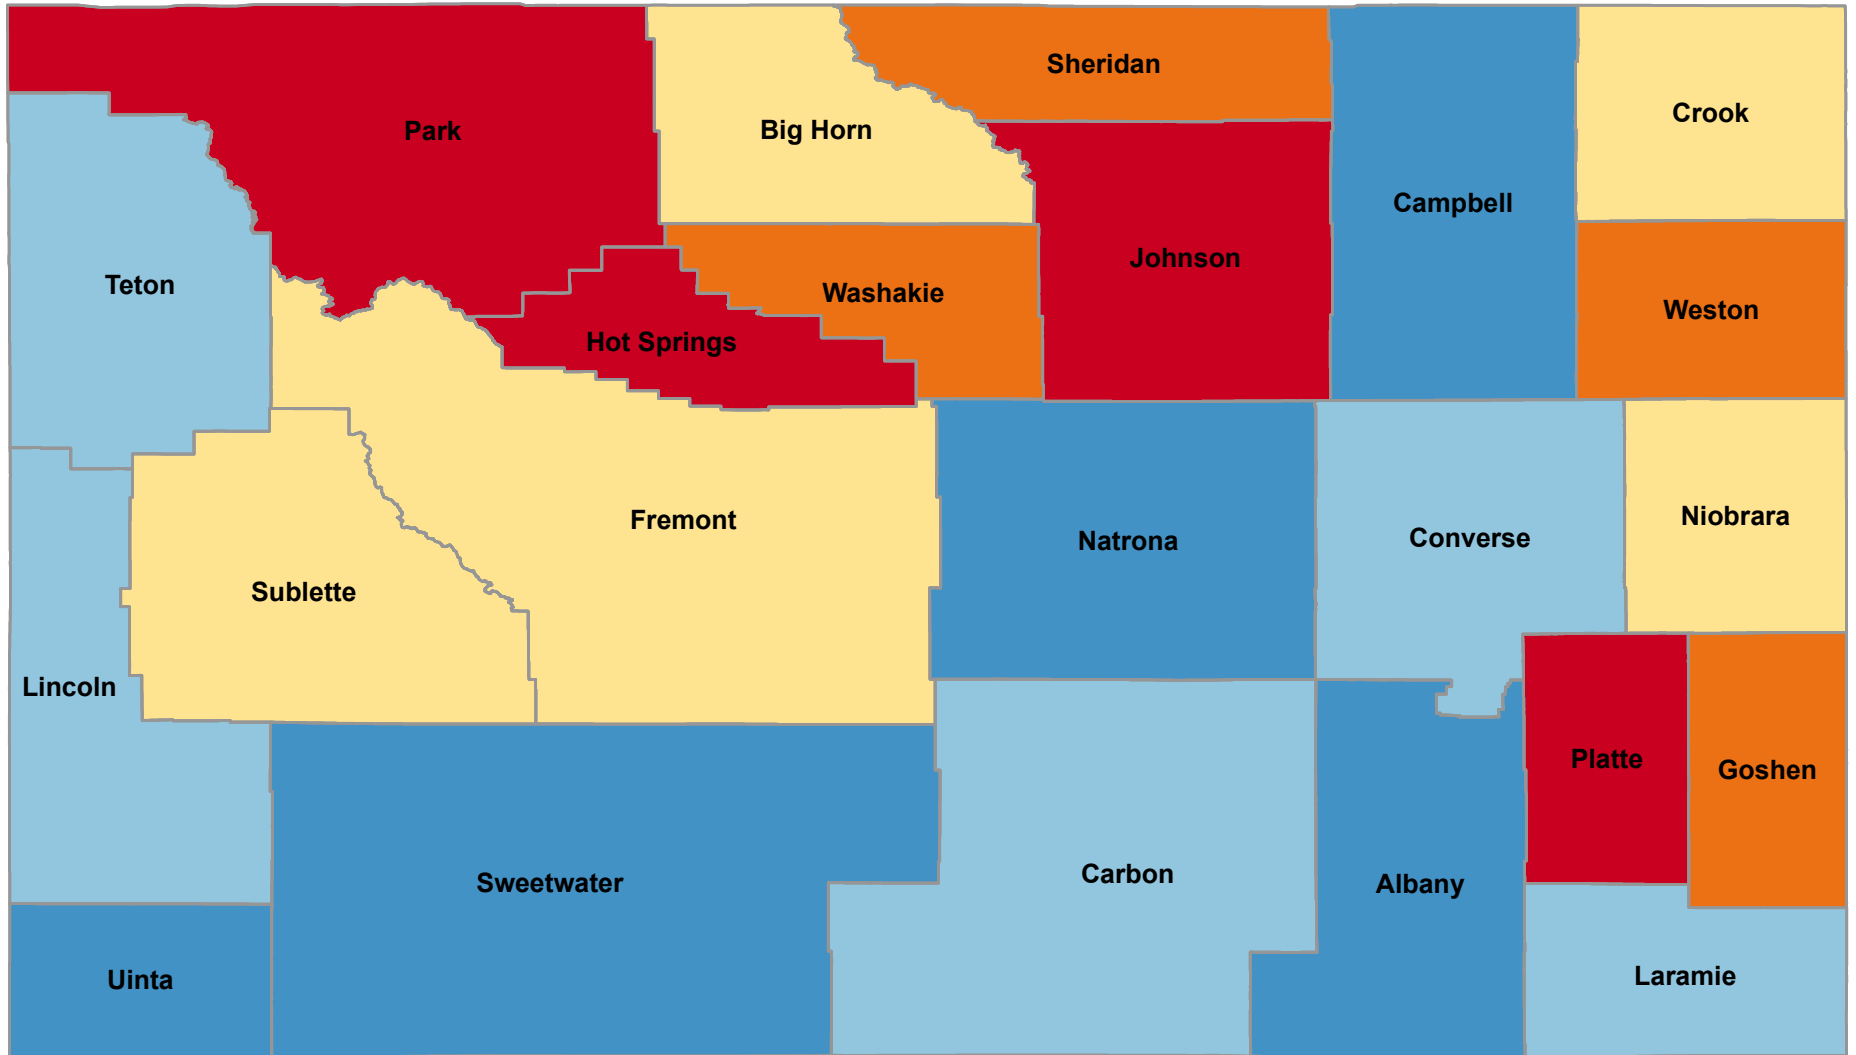 Sheridan
Crook
Park
Big Horn
Campbell
Johnson
Teton
Washakie
Weston
Hot Springs
Niobrara
Fremont
Converse
Natrona
Sublette
Lincoln
Platte
Goshen
Carbon
Sweetwater
Albany
Laramie
Uinta